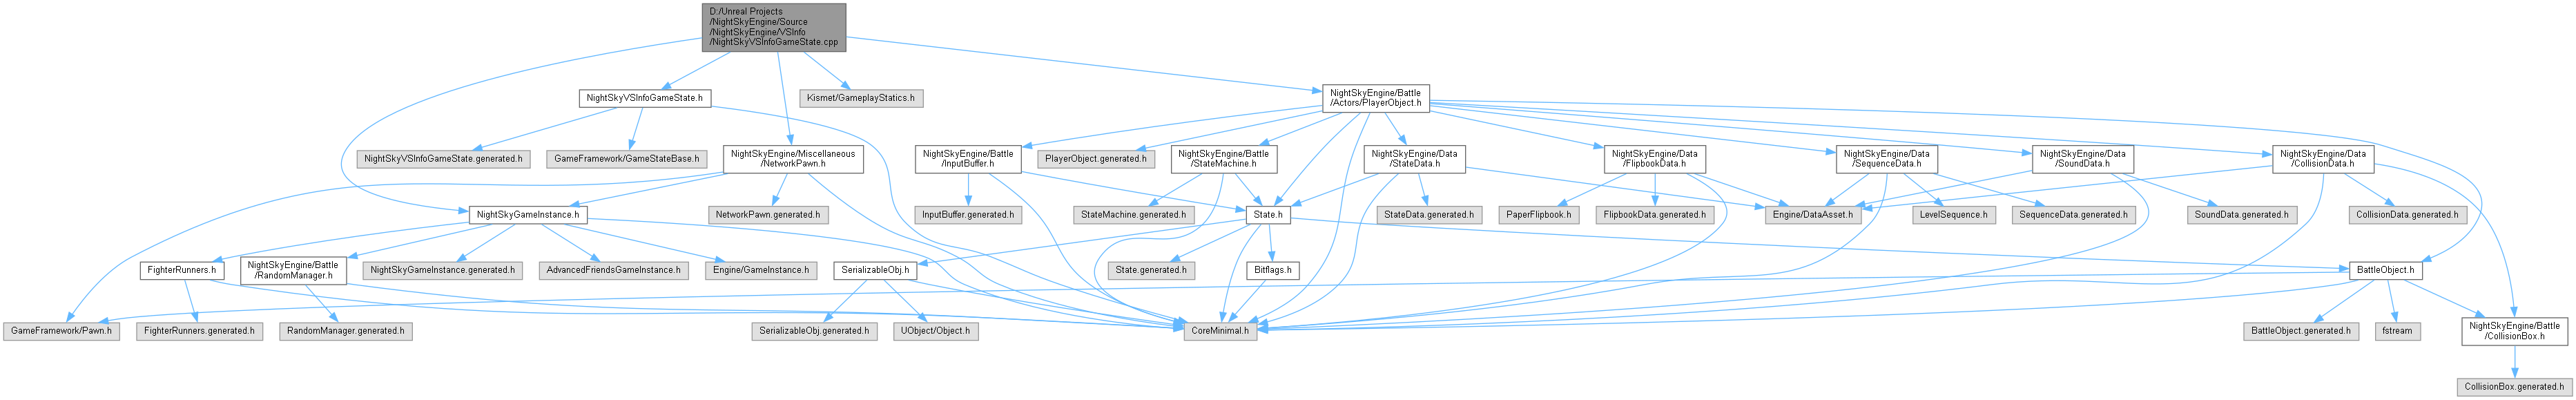 D:/Unreal Projects
/NightSkyEngine/Source
/NightSkyEngine/VSInfo
/NightSkyVSInfoGameState.cpp
NightSkyVSInfoGameState.h
Kismet/GameplayStatics.h
NightSkyEngine/Battle
/Actors/PlayerObject.h
NightSkyVSInfoGameState.generated.h
GameFramework/GameStateBase.h
NightSkyEngine/Miscellaneous
/NetworkPawn.h
NightSkyEngine/Battle
/InputBuffer.h
PlayerObject.generated.h
NightSkyEngine/Battle
/StateMachine.h
NightSkyEngine/Data
/StateData.h
NightSkyEngine/Data
/FlipbookData.h
NightSkyEngine/Data
/SequenceData.h
NightSkyEngine/Data
/SoundData.h
NightSkyEngine/Data
/CollisionData.h
NightSkyGameInstance.h
NetworkPawn.generated.h
InputBuffer.generated.h
StateMachine.generated.h
State.h
StateData.generated.h
PaperFlipbook.h
FlipbookData.generated.h
Engine/DataAsset.h
LevelSequence.h
SequenceData.generated.h
SoundData.generated.h
CollisionData.generated.h
FighterRunners.h
NightSkyEngine/Battle
/RandomManager.h
NightSkyGameInstance.generated.h
AdvancedFriendsGameInstance.h
Engine/GameInstance.h
SerializableObj.h
State.generated.h
Bitflags.h
BattleObject.h
GameFramework/Pawn.h
FighterRunners.generated.h
RandomManager.generated.h
SerializableObj.generated.h
UObject/Object.h
CoreMinimal.h
BattleObject.generated.h
fstream
NightSkyEngine/Battle
/CollisionBox.h
CollisionBox.generated.h